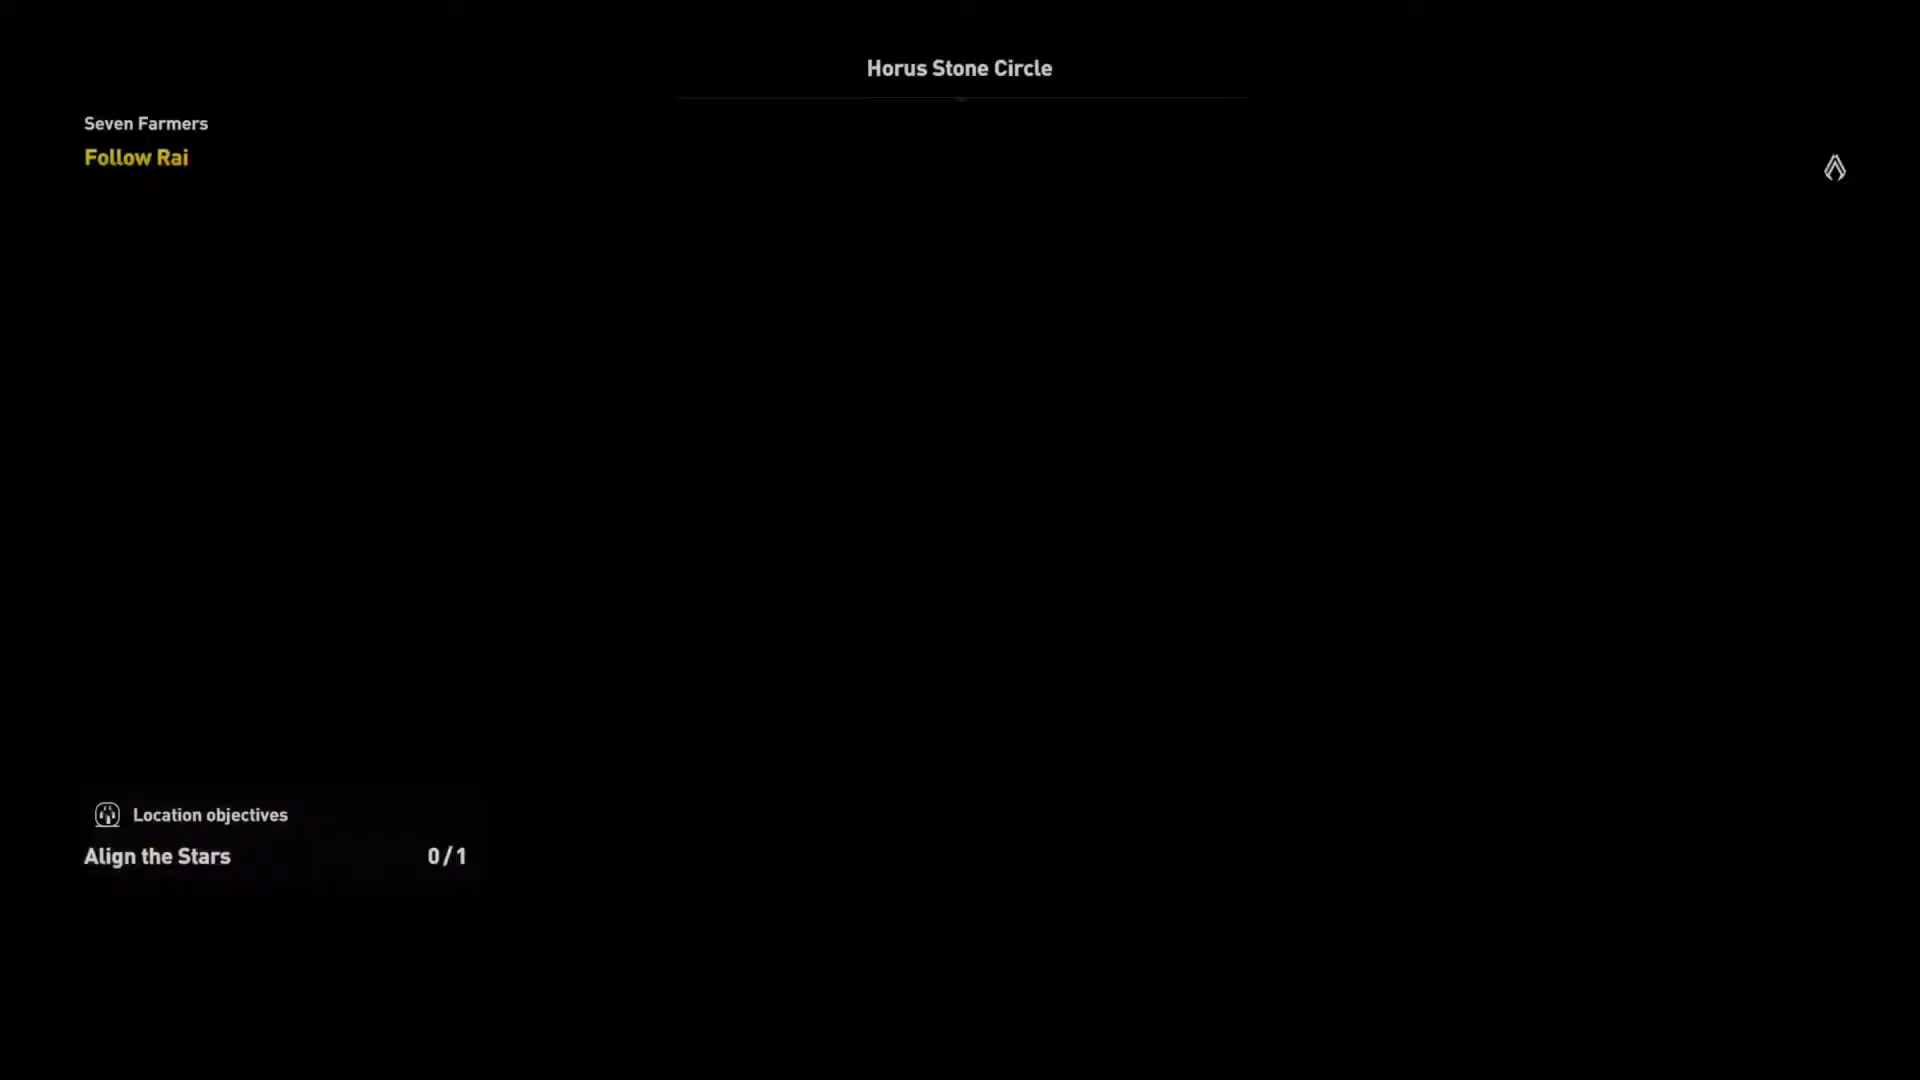 Horus Stone Circle
Seven Farmers
Follow Rai
Location objectives
Align the Stars 0/1